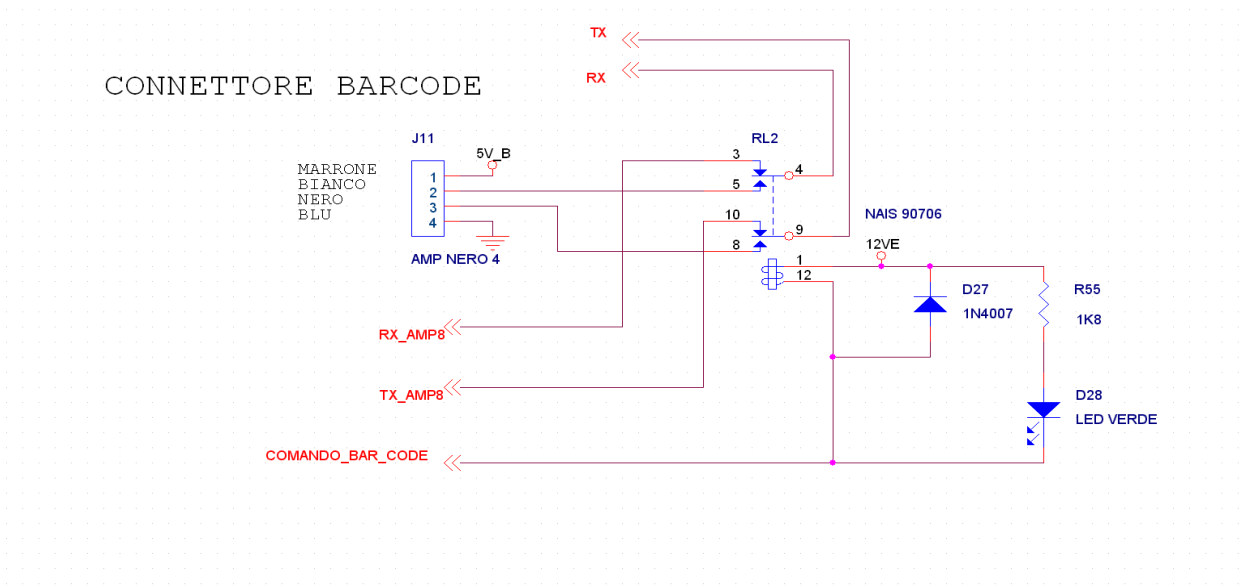 TX
RX
CONNETTORE BARCODE
J11
RL2
5V_B
3
4
MARRONE
BIANCO
NERO
BLU
1
2
3
4
5
10
9
8
NAIS 90706
AMP NERO 4
12VE
1
12
D27
1N4007
R55
1K8
RX_AMP8
TX_AMP8
D28
LED VERDE
COMANDO_BAR_CODE